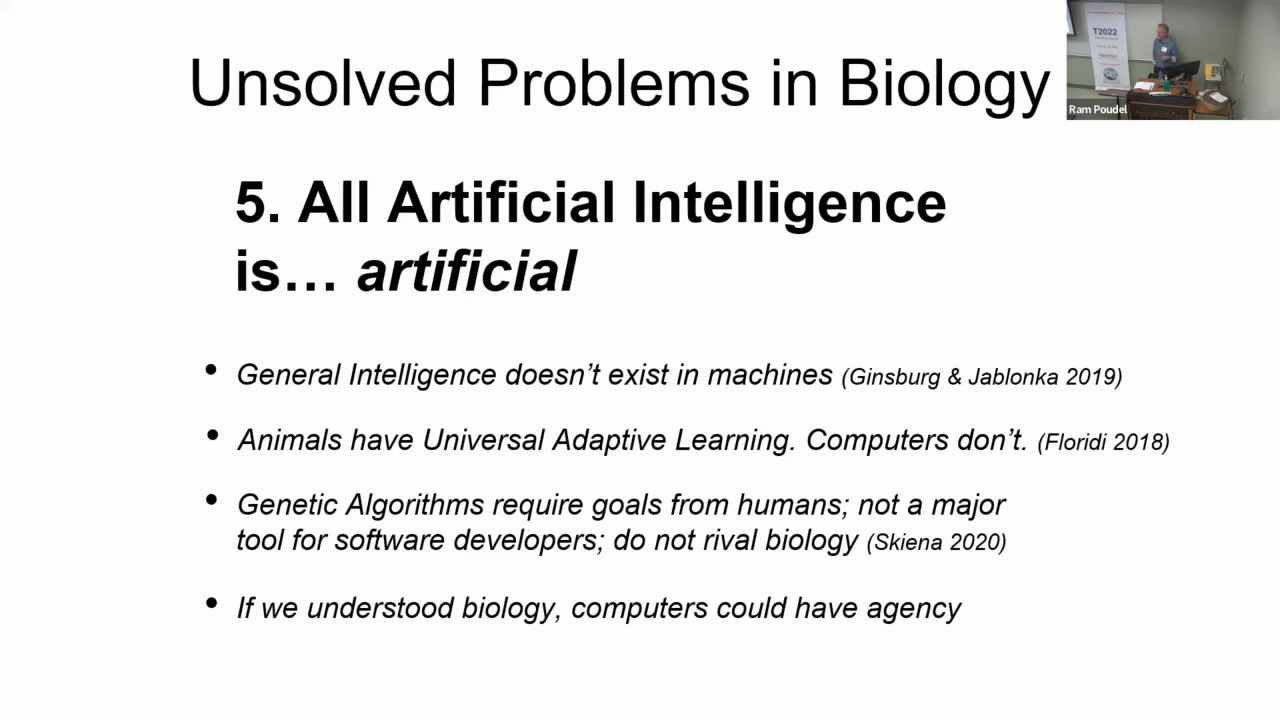 Unsolved Problems in Biology
T2022
Ram Poudel
5. All Artificial Intelligence
is… artificial
• General Intelligence doesn’t exist in machines (Ginsburg & Jablonka 2019)
• Animals have Universal Adaptive Learning. Computers don’t. (Floridi 2018)
• Genetic Algorithms require goals from humans; not a major
tool for software developers; do not rival biology (Skiena 2020)
• If we understood biology, computers could have agency